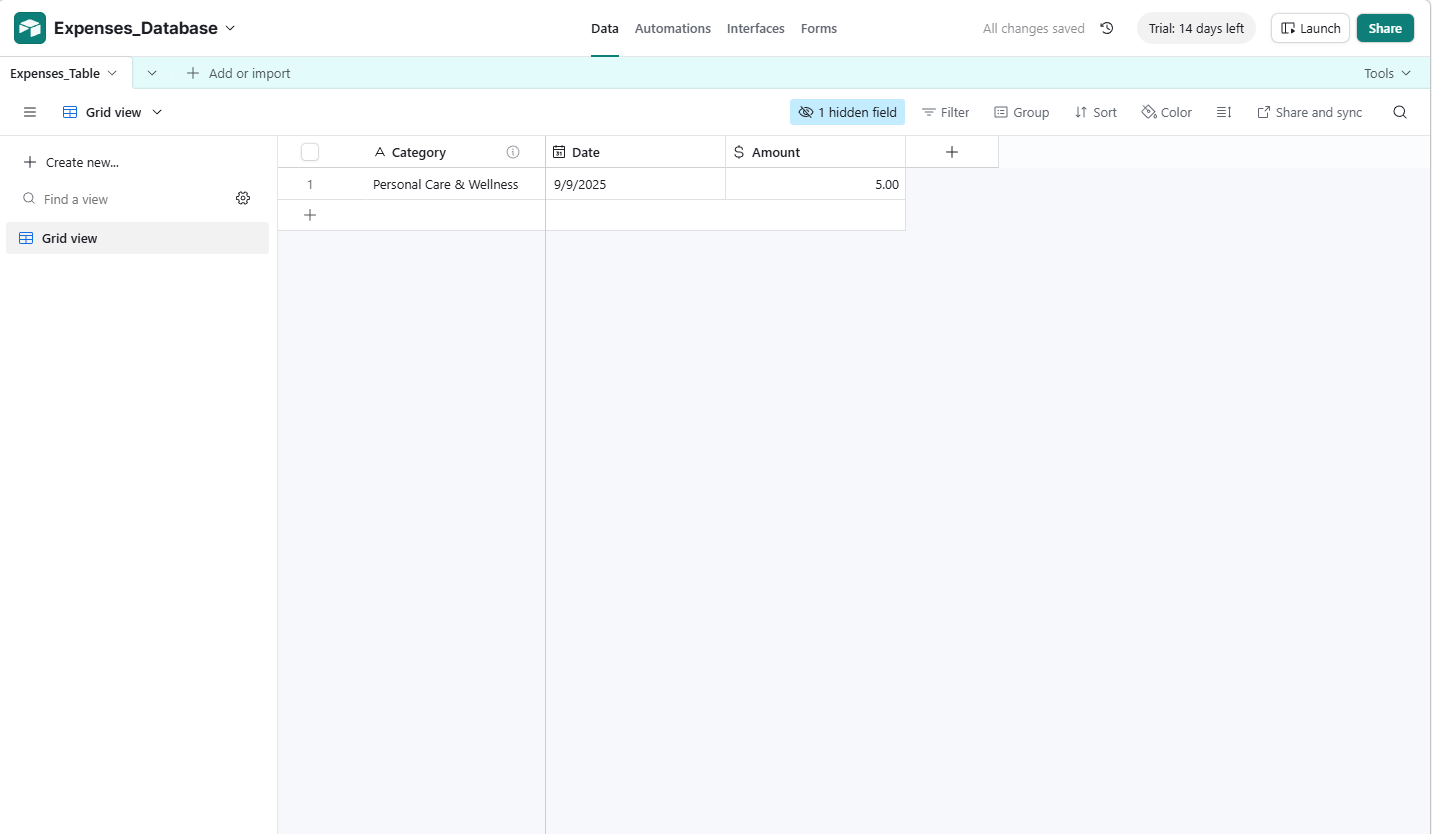 Expenses_Database
Data Automations Interfaces Forms
All changes saved
Trial: 14 days left
Launch
Share
Expenses_Table
Add or import
Tools
Grid view
1 hidden field
Filter
Group
Sort
Color
Share and sync
Create new...
Find a view
Grid view
Category Date Amount
1 Personal Care & Wellness 9/9/2025 5.00